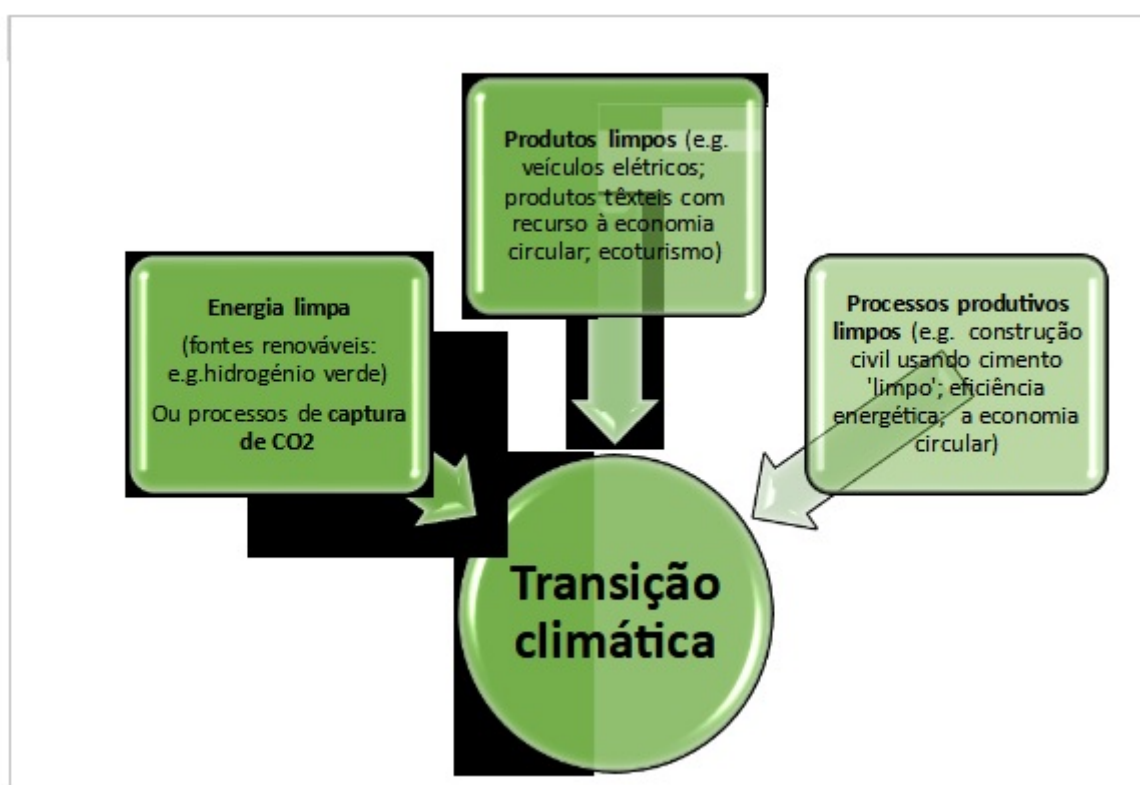 Energia limpa
(fontes renováveis:
e.g.hidrogénio verde)
Ou processos de captura
de CO2
Produtos limpos (e.g.
veículos elétricos;
produtos têxteis com
recurso à economia
circular; ecoturismo)
Processos produtivos
limpos (e.g. construção
civil usando cimento
'limpo'; eficiência
energética; a economia
circular)
Transição
climática